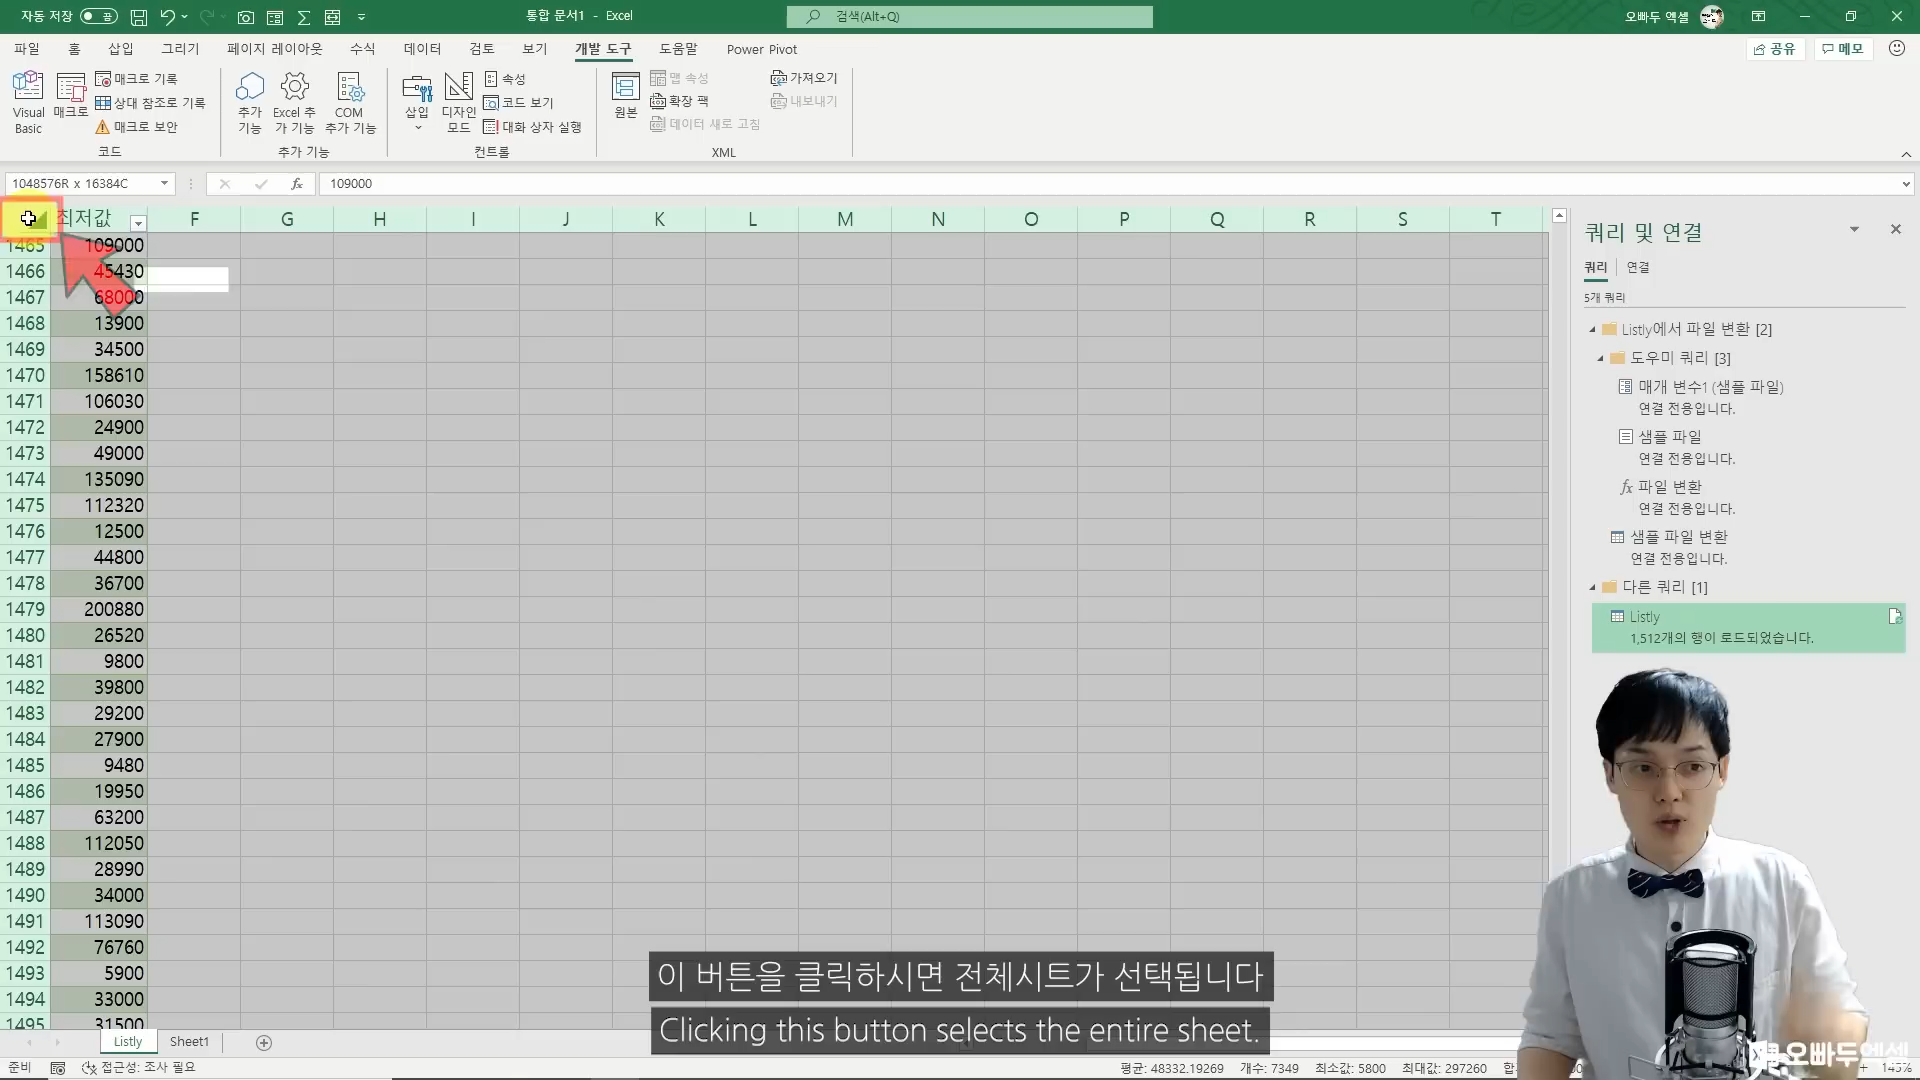 자동 저장 끔 통합 문서1 - Excel 검색(Alt+Q) 오빠두 엑셀
파일 홈 삽입 그리기 페이지 레이아웃 수식 데이터 검토 보기 개발 도구 도움말 Power Pivot 공유 메모
Visual Basic
매크로
매크로 기록
상대 참조로 기록
매크로 보안
코드
추가 기능
Excel 추가 기능
COM 추가 기능
추가 기능
삽입
디자인 모드
속성
코드 보기
대화 상자 실행
컨트롤
원본
맵 속성
확장 팩
데이터 새로 고침
가져오기
내보내기
XML
1048576R x 16384C fx 109000
최저값 F G H I J K L M N O P Q R S T
1465 109000
1466 45430
1467 68000
1468 13900
1469 34500
1470 158610
1471 106030
1472 24900
1473 49000
1474 135090
1475 112320
1476 12500
1477 44800
1478 36700
1479 200880
1480 26520
1481 9800
1482 39800
1483 29200
1484 27900
1485 9480
1486 19950
1487 63200
1488 112050
1489 28990
1490 34000
1491 113090
1492 76760
1493 5900
1494 33000
1495 31500
쿼리 및 연결
쿼리 연결
5개 쿼리
Listly에서 파일 변환 [2]
도우미 쿼리 [3]
매개 변수1 (샘플 파일)
연결 전용입니다.
샘플 파일
연결 전용입니다.
fx 파일 변환
연결 전용입니다.
샘플 파일 변환
연결 전용입니다.
다른 쿼리 [1]
Listly
1,512개의 행이 로드되었습니다.
이 버튼을 클릭하시면 전체시트가 선택됩니다
Clicking this button selects the entire sheet.
Listly Sheet1
오빠두엑셀
준비 접근성: 조사 필요 평균: 48332.19269 개수: 7349 최소값: 5800 최대값: 297260 145%